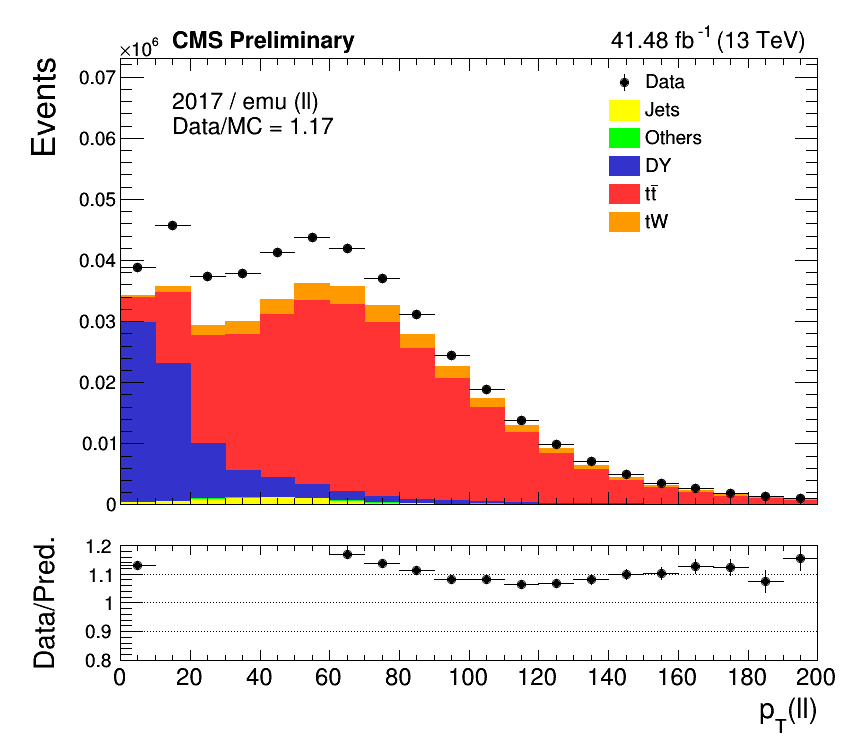 ×10⁶ CMS Preliminary 41.48 fb⁻¹ (13 TeV)
Events
0.07
0.06
0.05
0.04
0.03
0.02
0.01
0
2017 / emu (ll)
Data/MC = 1.17
Data
Jets
Others
DY
tt̄
tW
Data/Pred.
1.2
1.1
1
0.9
0.8
0 20 40 60 80 100 120 140 160 180 200
p_T(ll)